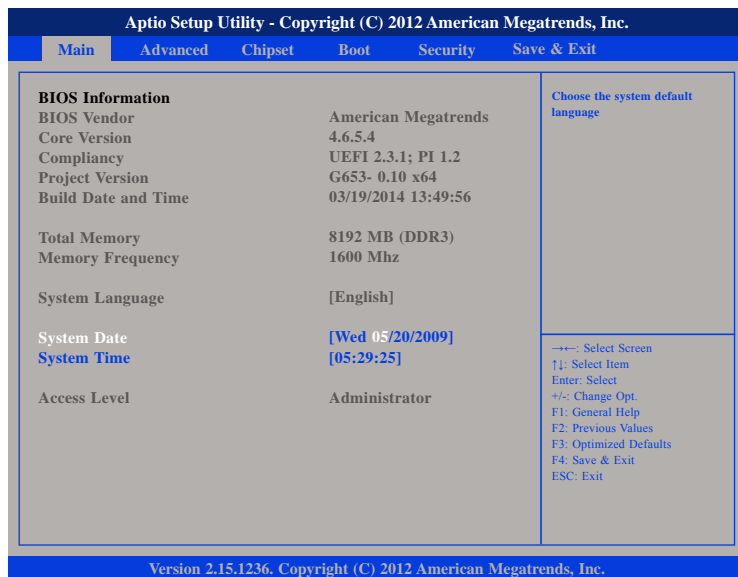 Aptio Setup Utility - Copyright (C) 2012 American Megatrends, Inc.
Main Advanced Chipset Boot Security Save & Exit
BIOS Information
BIOS Vendor American Megatrends
Core Version 4.6.5.4
Compliancy UEFI 2.3.1; PI 1.2
Project Version G653- 0.10 x64
Build Date and Time 03/19/2014 13:49:56
Total Memory 8192 MB (DDR3)
Memory Frequency 1600 Mhz
System Language [English]
System Date [Wed 05/20/2009]
System Time [05:29:25]
Access Level Administrator
Choose the system default
language
→←: Select Screen
↑↓: Select Item
Enter: Select
+/-: Change Opt.
F1: General Help
F2: Previous Values
F3: Optimized Defaults
F4: Save & Exit
ESC: Exit
Version 2.15.1236. Copyright (C) 2012 American Megatrends, Inc.